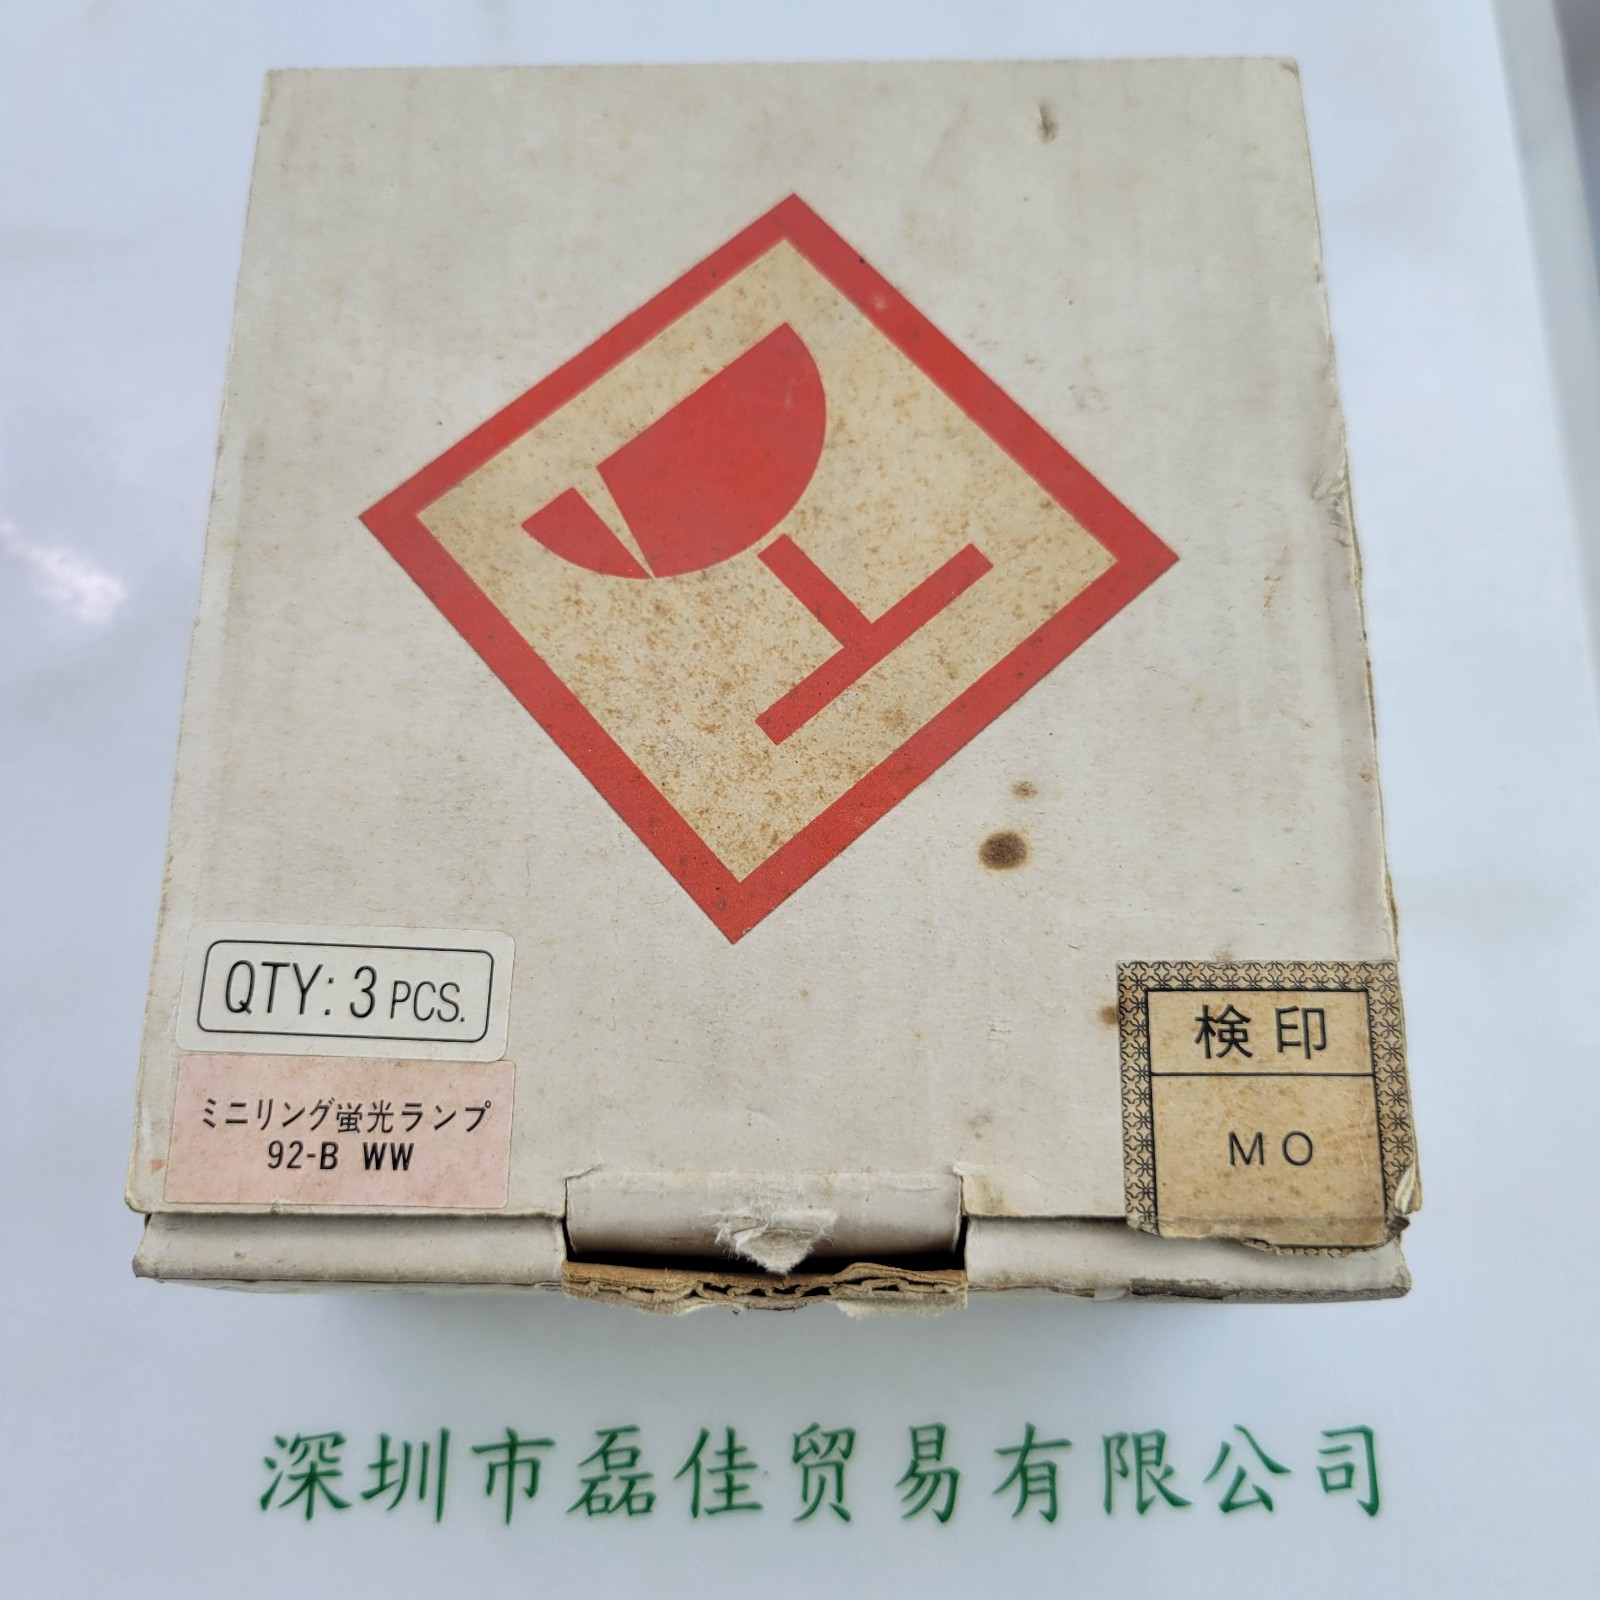 QTY: 3 PCS.
ミニリング蛍光ランプ
92-B WW
検印
MO
深圳市磊佳贸易有限公司